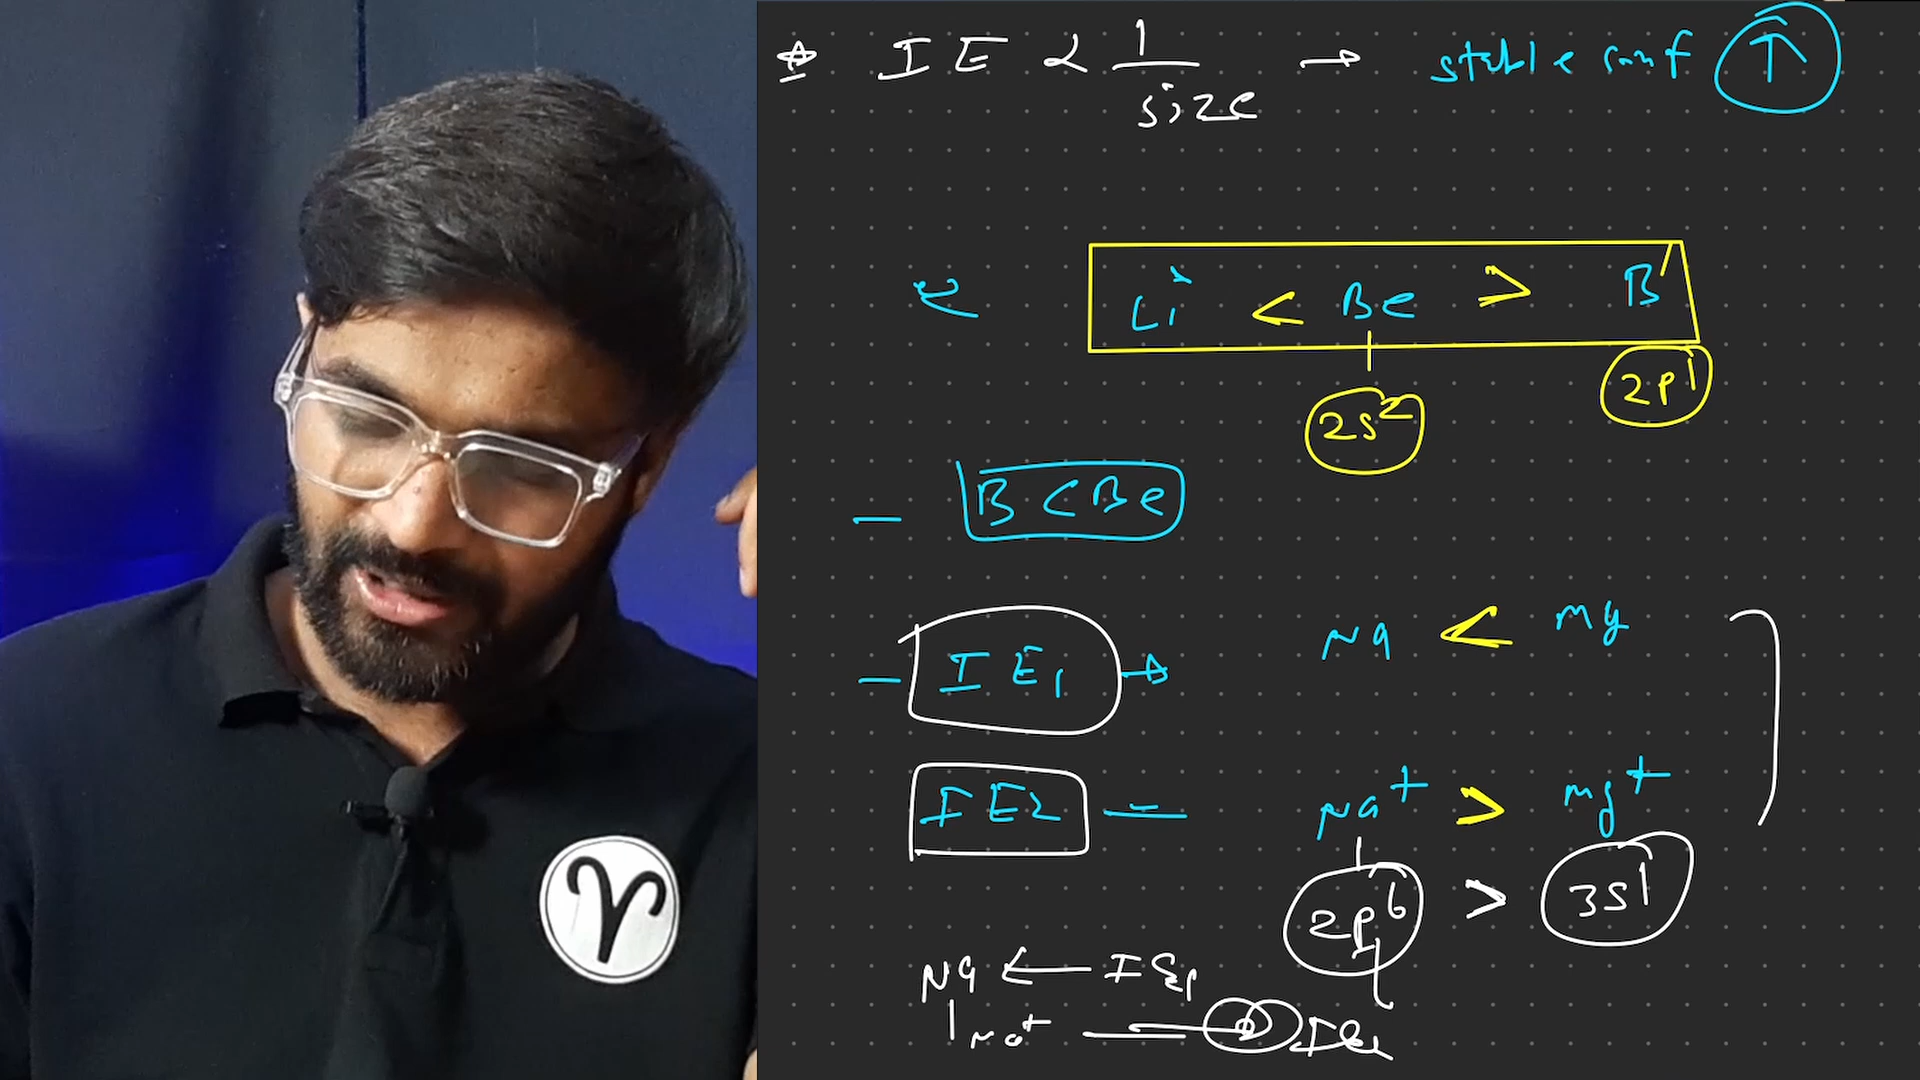 IE ∝ 1/size → stable conf ↑
Li < Be > B
2s² 2p¹
B < Be
- IE₁ → Na < Mg
IE2 - Na⁺ > Mg⁺
2p⁶ > 3s¹
Na ← IE₁
Na⁺